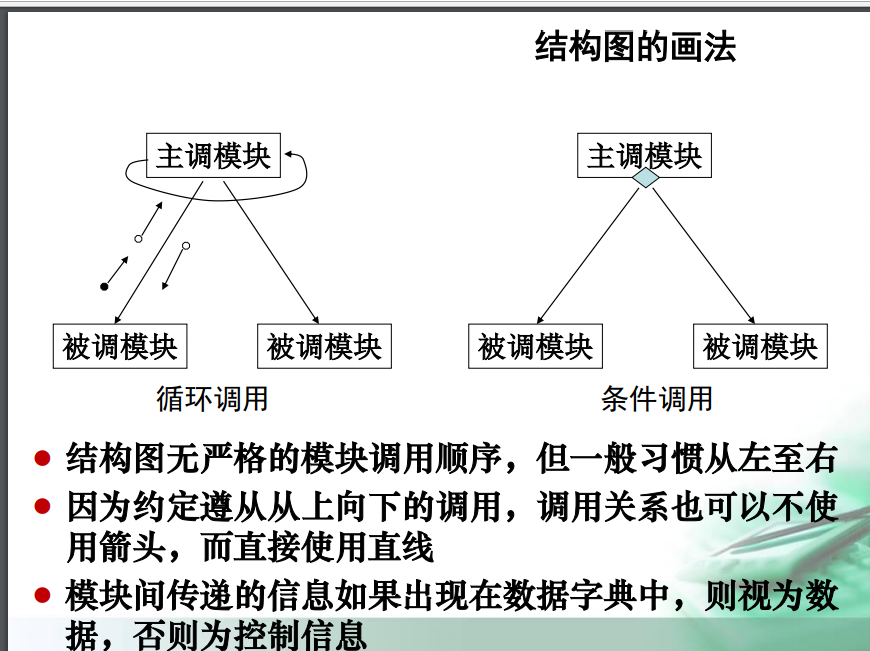 结构图的画法
主调模块
主调模块
被调模块
被调模块
被调模块
被调模块
循环调用
条件调用
结构图无严格的模块调用顺序，但一般习惯从左至右
因为约定遵从从上向下的调用，调用关系也可以不使
用箭头，而直接使用直线
模块间传递的信息如果出现在数据字典中，则视为数
据，否则为控制信息